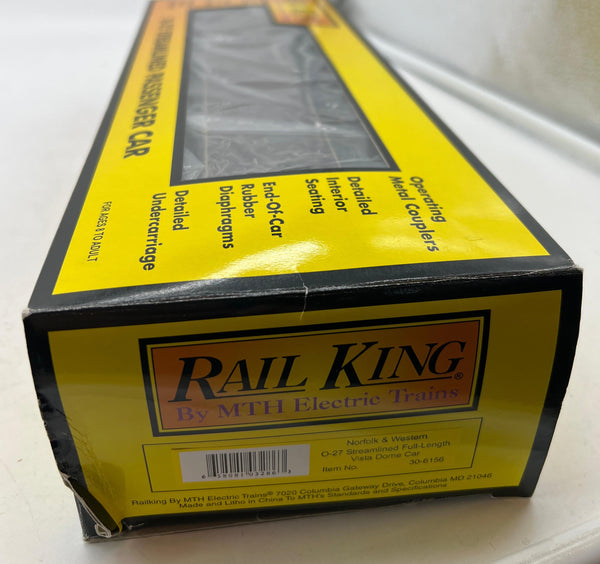 O-27 STREAMLINED PASSENGER CAR
FOR AGES 8 TO ADULT
Operating
Metal Couplers
Detailed
Interior
Seating
End-Of-Car
Rubber
Diaphragms
Detailed
Undercarriage
RAIL KING®
By MTH Electric Trains
Norfolk & Western
O-27 Streamlined Full-Length
Vista Dome Car
Item No. 30-6156
Railking By MTH Electric Trains® 7020 Columbia Gateway Drive, Columbia MD 21046
Made and Litho in China To MTH's Standards and Specifications